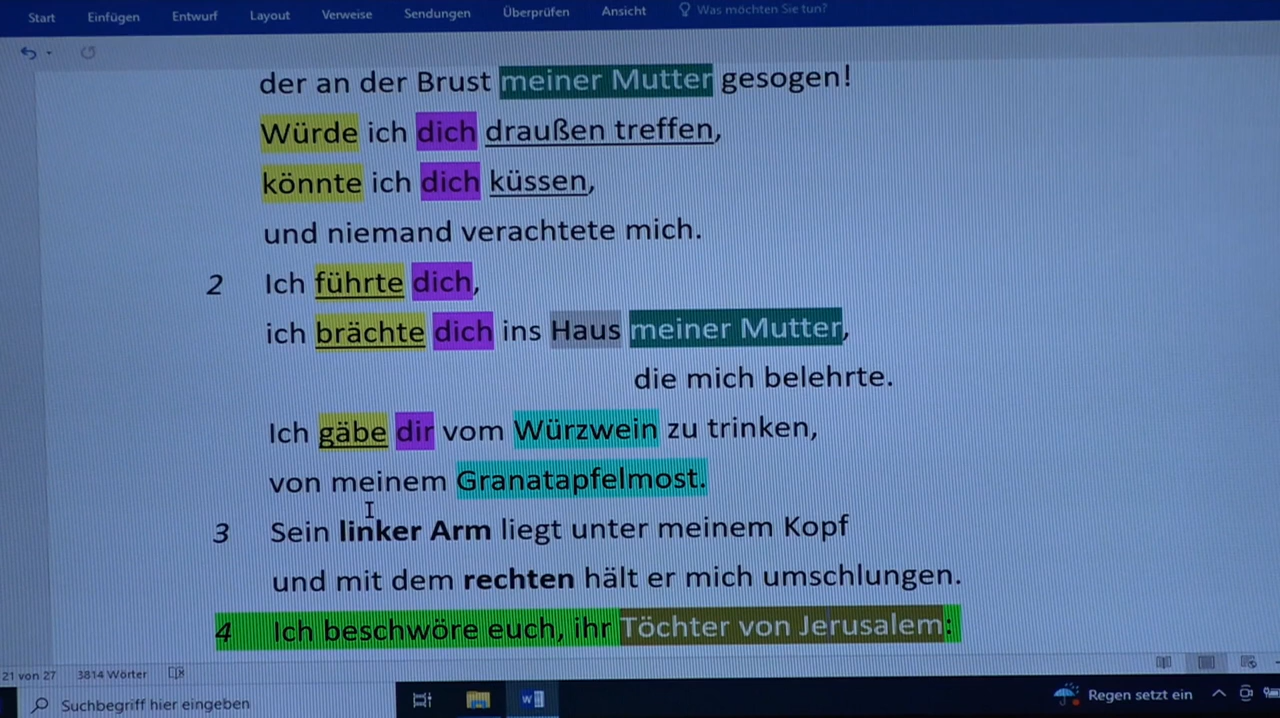 Start Einfügen Entwurf Layout Verweise Sendungen Überprüfen Ansicht Was möchten Sie tun?
der an der Brust meiner Mutter gesogen!
Würde ich dich draußen treffen,
könnte ich dich küssen,
und niemand verachtete mich.
2 Ich führte dich,
ich brächte dich ins Haus meiner Mutter,
die mich belehrte.
Ich gäbe dir vom Würzwein zu trinken,
von meinem Granatapfelmost.
3 Sein linker Arm liegt unter meinem Kopf
und mit dem rechten hält er mich umschlungen.
4 Ich beschwöre euch, ihr Töchter von Jerusalem:
21 von 27 3814 Wörter
Suchbegriff hier eingeben Regen setzt ein